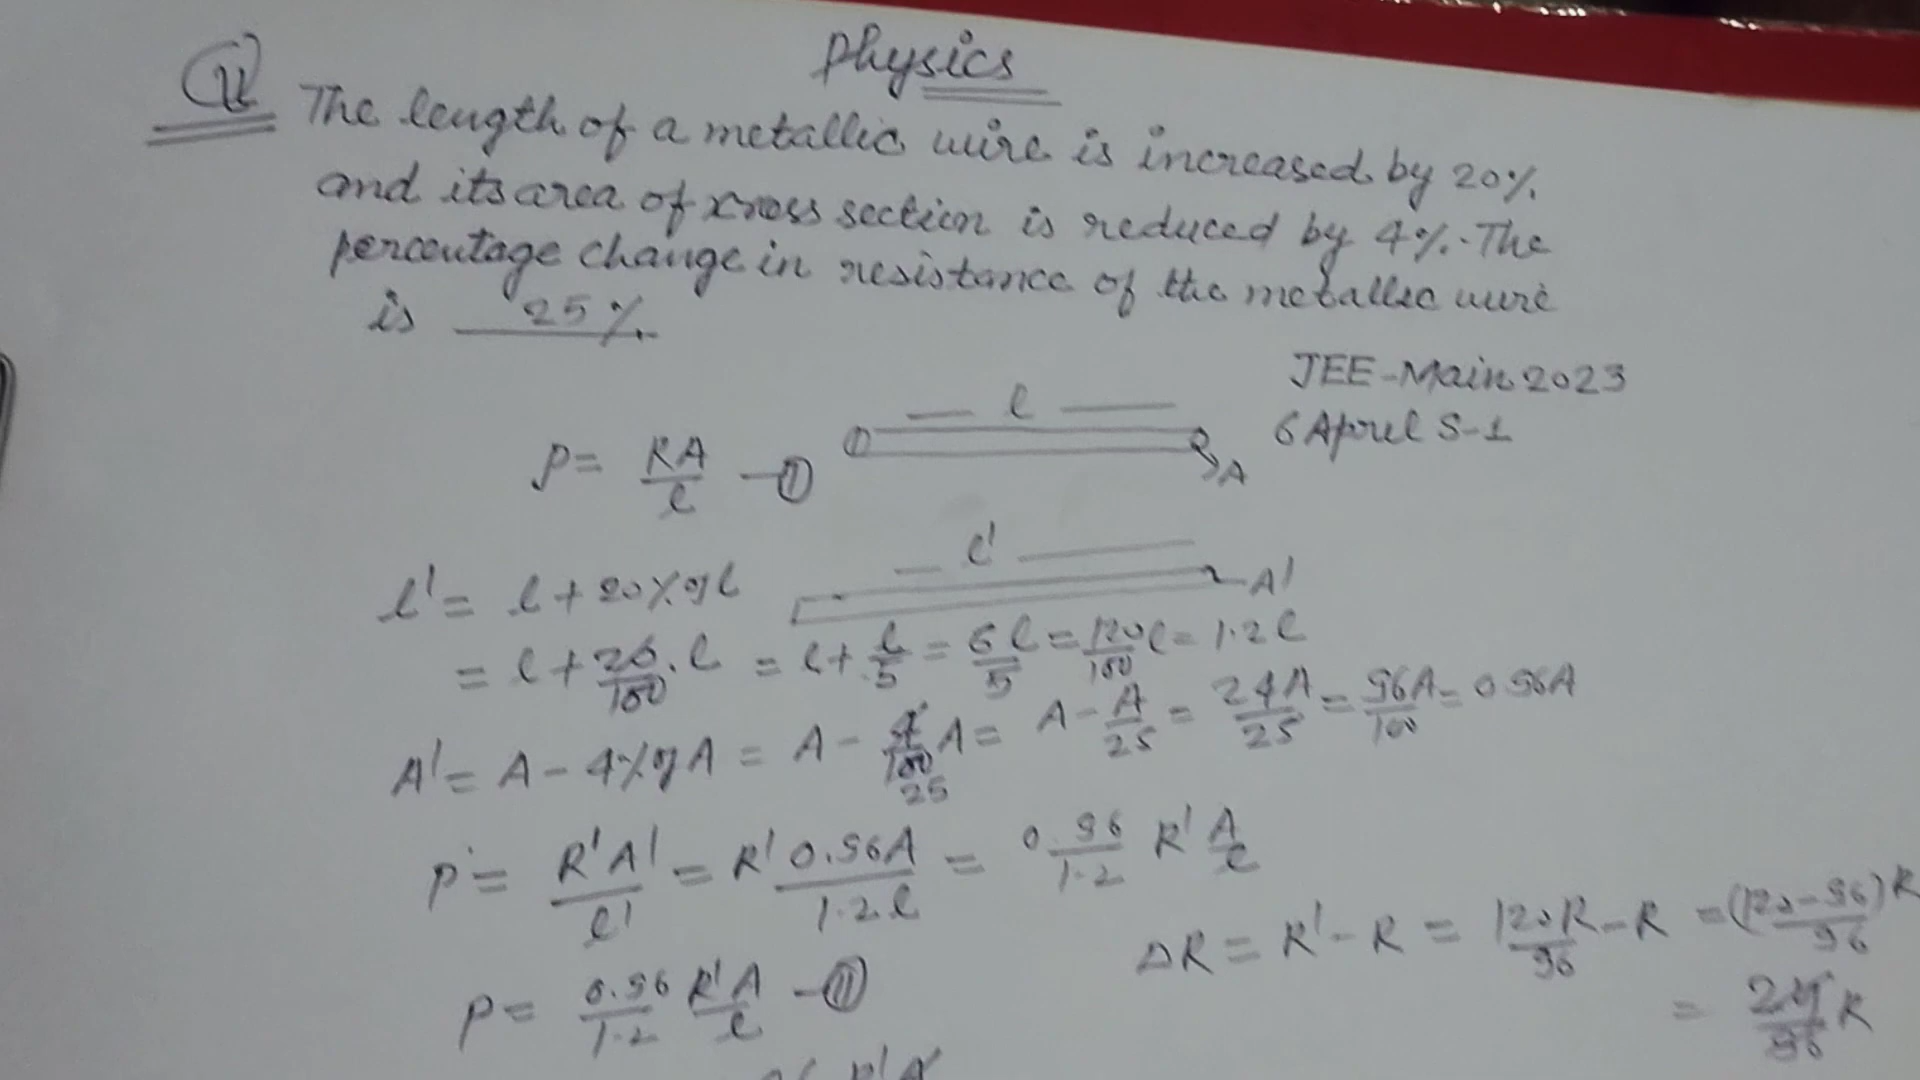 Physics
Q The length of a metallic wire is increased by 20%.
and its area of cross section is reduced by 4%. The
percentage change in resistance of the metallic wire
is 25%.
JEE-Main 2023
6 April S-1
l
ρ = RA/l —①
A
l'
l' = l + 20% of l
A'
= l + 20/100 . l = l + l/5 = 6l/5 = 120/100 l = 1.2 l
A' = A - 4% of A = A - 4/100 A = A - A/25 = 24A/25 = 96A/100 = 0.96A
25
ρ = R'A'/l' = R' 0.96A/1.2 l = 0.96/1.2 R' A/l
ΔR = R' - R = 120R/96 - R = (120-96)R/96
ρ = 0.96/1.2 R'A/l —②
= 24/96 R